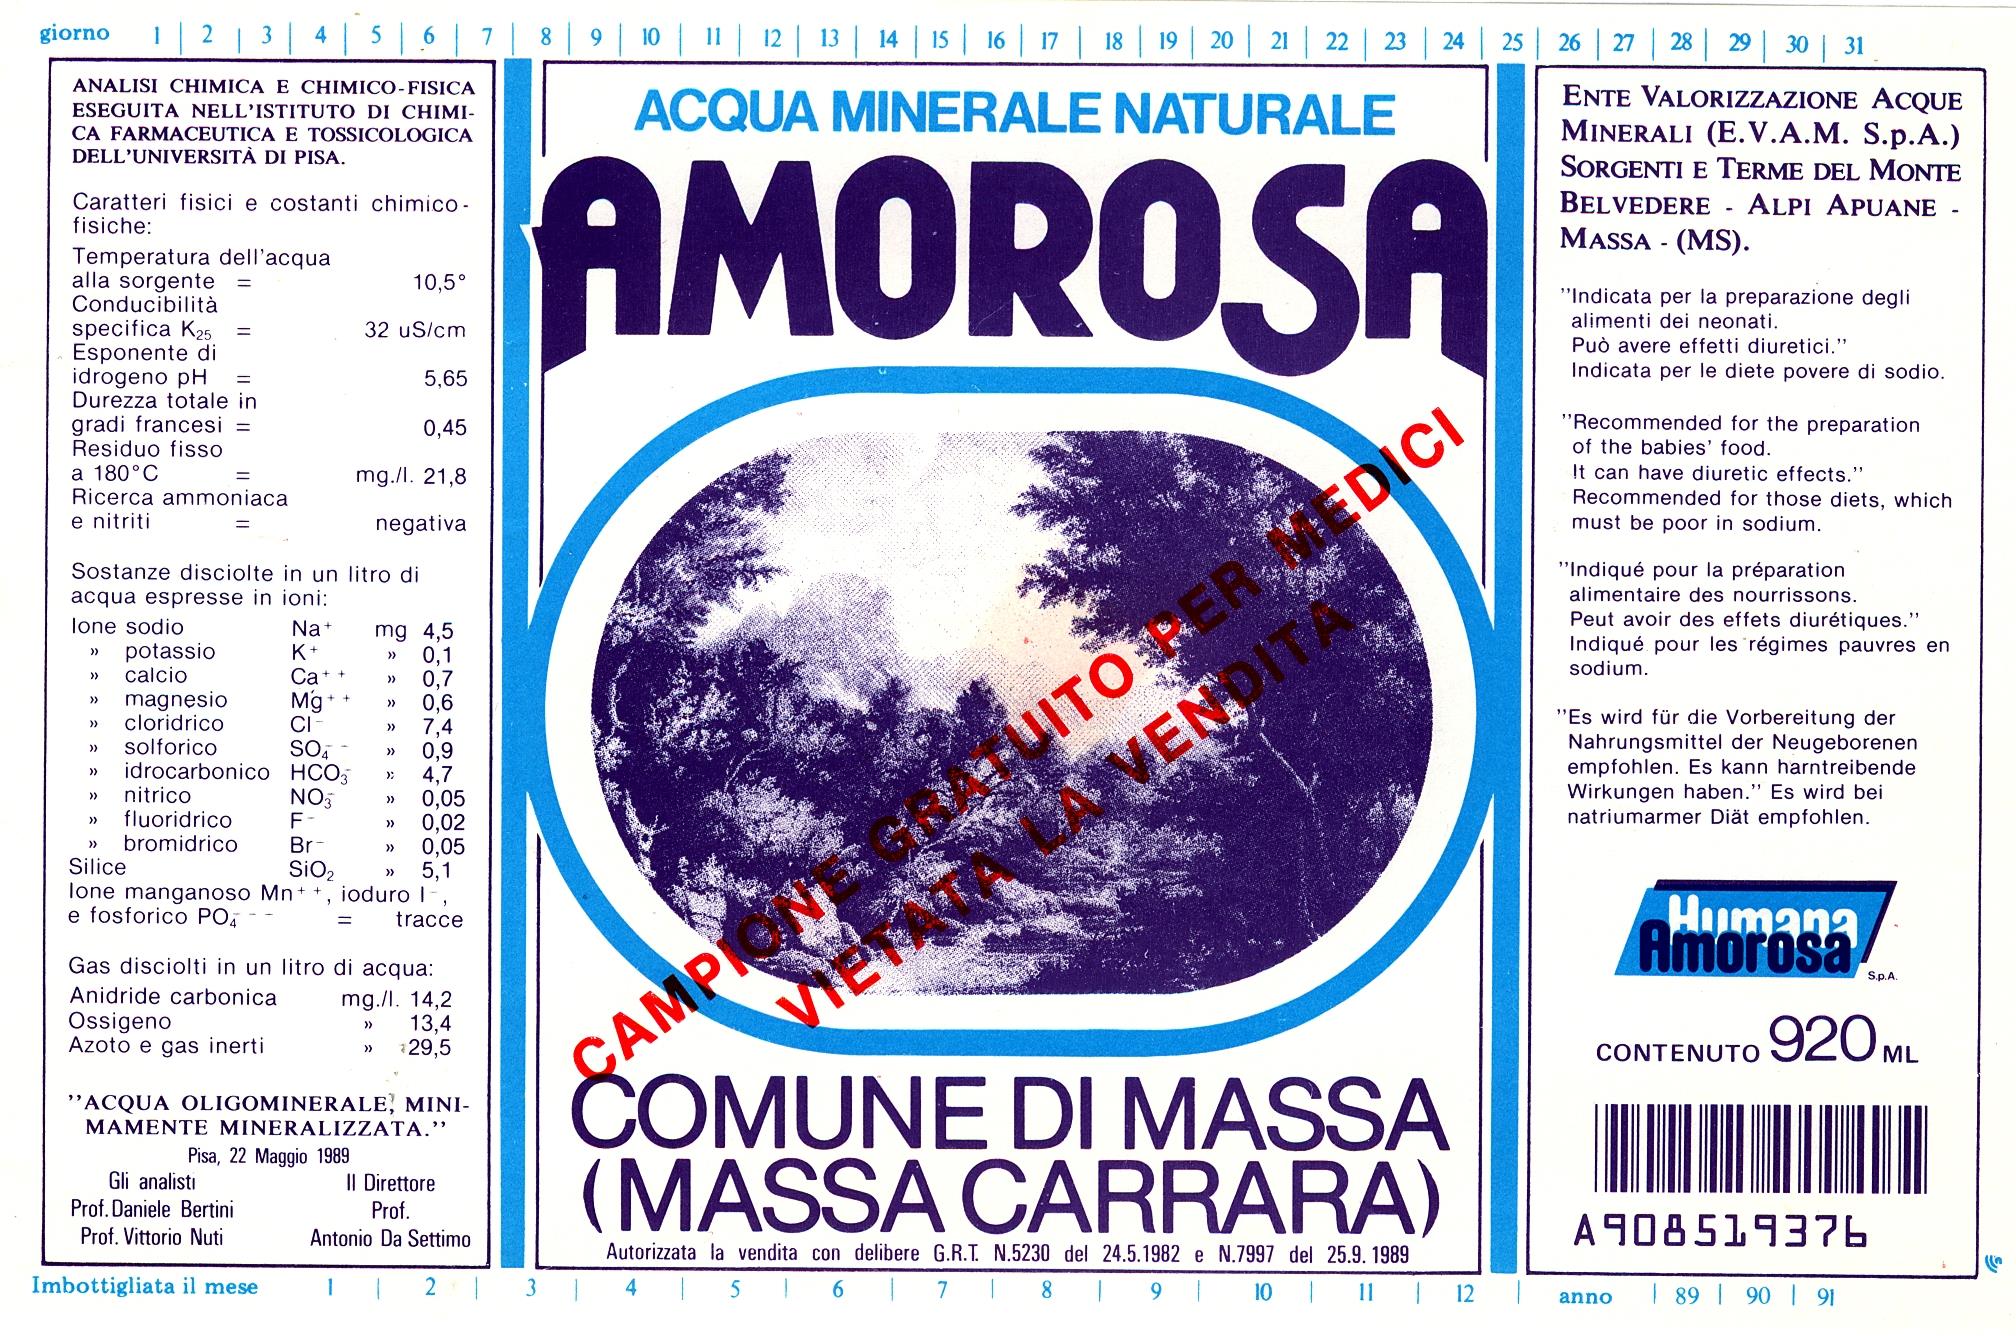 giorno 1 2 3 4 5 6 7 8 9 10 11 12 13 14 15 16 17 18 19 20 21 22 23 24 25 26 27 28 29 30 31
ANALISI CHIMICA E CHIMICO-FISICA
ESEGUITA NELL'ISTITUTO DI CHIMI-
CA FARMACEUTICA E TOSSICOLOGICA
DELL'UNIVERSITÀ DI PISA.
Caratteri fisici e costanti chimico-
fisiche:
Temperatura dell'acqua
alla sorgente = 10,5°
Conducibilità
specifica K25 = 32 uS/cm
Esponente di
idrogeno pH = 5,65
Durezza totale in
gradi francesi = 0,45
Residuo fisso
a 180°C = mg./l. 21,8
Ricerca ammoniaca
e nitriti = negativa
Sostanze disciolte in un litro di
acqua espresse in ioni:
Ione sodio Na+ mg 4,5
» potassio K+ » 0,1
» calcio Ca++ » 0,7
» magnesio Mg++ » 0,6
» cloridrico Cl- » 7,4
» solforico SO4-- » 0,9
» idrocarbonico HCO3- » 4,7
» nitrico NO3- » 0,05
» fluoridrico F- » 0,02
» bromidrico Br- » 0,05
Silice SiO2 » 5,1
Ione manganoso Mn++, ioduro I-,
e fosforico PO4--- = tracce
Gas disciolti in un litro di acqua:
Anidride carbonica mg./l. 14,2
Ossigeno » 13,4
Azoto e gas inerti » 29,5
"ACQUA OLIGOMINERALE, MINI-
MAMENTE MINERALIZZATA."
Pisa, 22 Maggio 1989
Gli analisti Il Direttore
Prof. Daniele Bertini Prof.
Prof. Vittorio Nuti Antonio Da Settimo
ACQUA MINERALE NATURALE
AMOROSA
CAMPIONE GRATUITO PER MEDICI
VIETATA LA VENDITA
COMUNE DI MASSA
(MASSA CARRARA)
Autorizzata la vendita con delibere G.R.T. N.5230 del 24.5.1982 e N.7997 del 25.9.1989
ENTE VALORIZZAZIONE ACQUE
MINERALI (E.V.A.M. S.p.A.)
SORGENTI E TERME DEL MONTE
BELVEDERE - ALPI APUANE -
MASSA - (MS).
"Indicata per la preparazione degli
alimenti dei neonati.
Può avere effetti diuretici."
Indicata per le diete povere di sodio.
"Recommended for the preparation
of the babies' food.
It can have diuretic effects."
Recommended for those diets, which
must be poor in sodium.
"Indiqué pour la préparation
alimentaire des nourrissons.
Peut avoir des effets diurétiques."
Indiqué pour les régimes pauvres en
sodium.
"Es wird für die Vorbereitung der
Nahrungsmittel der Neugeborenen
empfohlen. Es kann harntreibende
Wirkungen haben." Es wird bei
natriumarmer Diät empfohlen.
Humana
Amorosa
S.p.A.
CONTENUTO 920 ML
A908519376
Imbottigliata il mese 1 2 3 4 5 6 7 8 9 10 11 12 anno 89 90 91